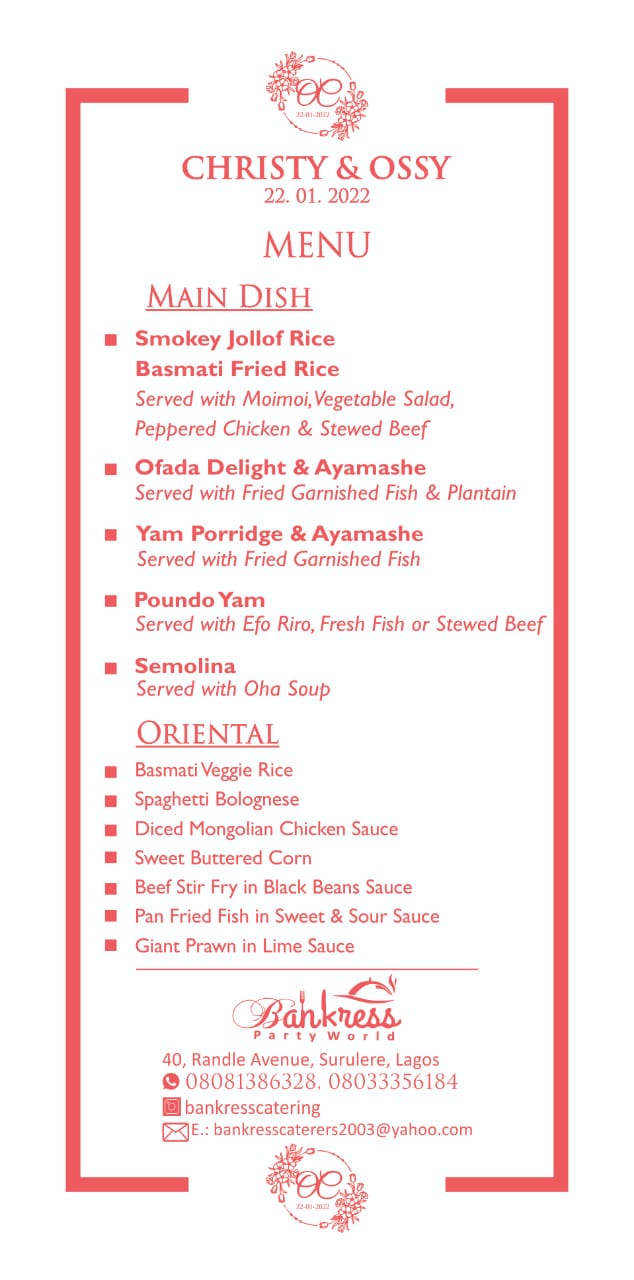 OC
22-01-2022
CHRISTY & OSSY
22. 01. 2022
MENU
MAIN DISH
Smokey Jollof Rice
Basmati Fried Rice
Served with Moimoi, Vegetable Salad,
Peppered Chicken & Stewed Beef
Ofada Delight & Ayamashe
Served with Fried Garnished Fish & Plantain
Yam Porridge & Ayamashe
Served with Fried Garnished Fish
Poundo Yam
Served with Efo Riro, Fresh Fish or Stewed Beef
Semolina
Served with Oha Soup
ORIENTAL
Basmati Veggie Rice
Spaghetti Bolognese
Diced Mongolian Chicken Sauce
Sweet Buttered Corn
Beef Stir Fry in Black Beans Sauce
Pan Fried Fish in Sweet & Sour Sauce
Giant Prawn in Lime Sauce
Bankress
Party World
40, Randle Avenue, Surulere, Lagos
08081386328, 08033356184
bankresscatering
E.: bankresscaterers2003@yahoo.com
OC
22-01-2022